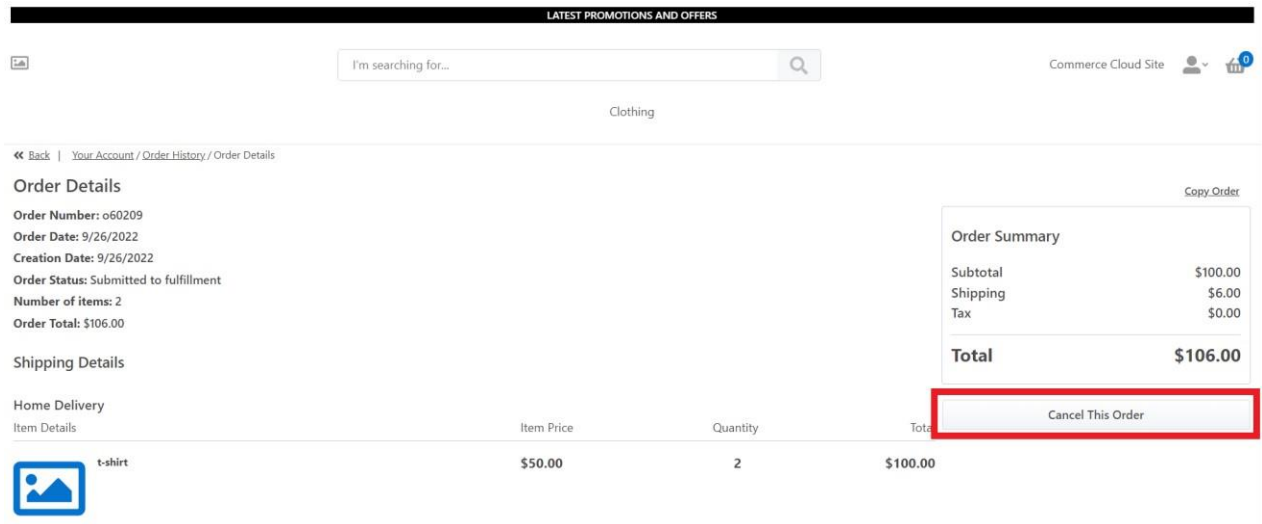 LATEST PROMOTIONS AND OFFERS
I'm searching for...
Commerce Cloud Site
0
Clothing
Back | Your Account / Order History / Order Details
Order Details
Copy Order
Order Number: o60209
Order Date: 9/26/2022
Creation Date: 9/26/2022
Order Status: Submitted to fulfillment
Number of items: 2
Order Total: $106.00
Order Summary
Subtotal $100.00
Shipping $6.00
Tax $0.00
Total $106.00
Cancel This Order
Shipping Details
Home Delivery
Item Details Item Price Quantity Tota
t-shirt $50.00 2 $100.00